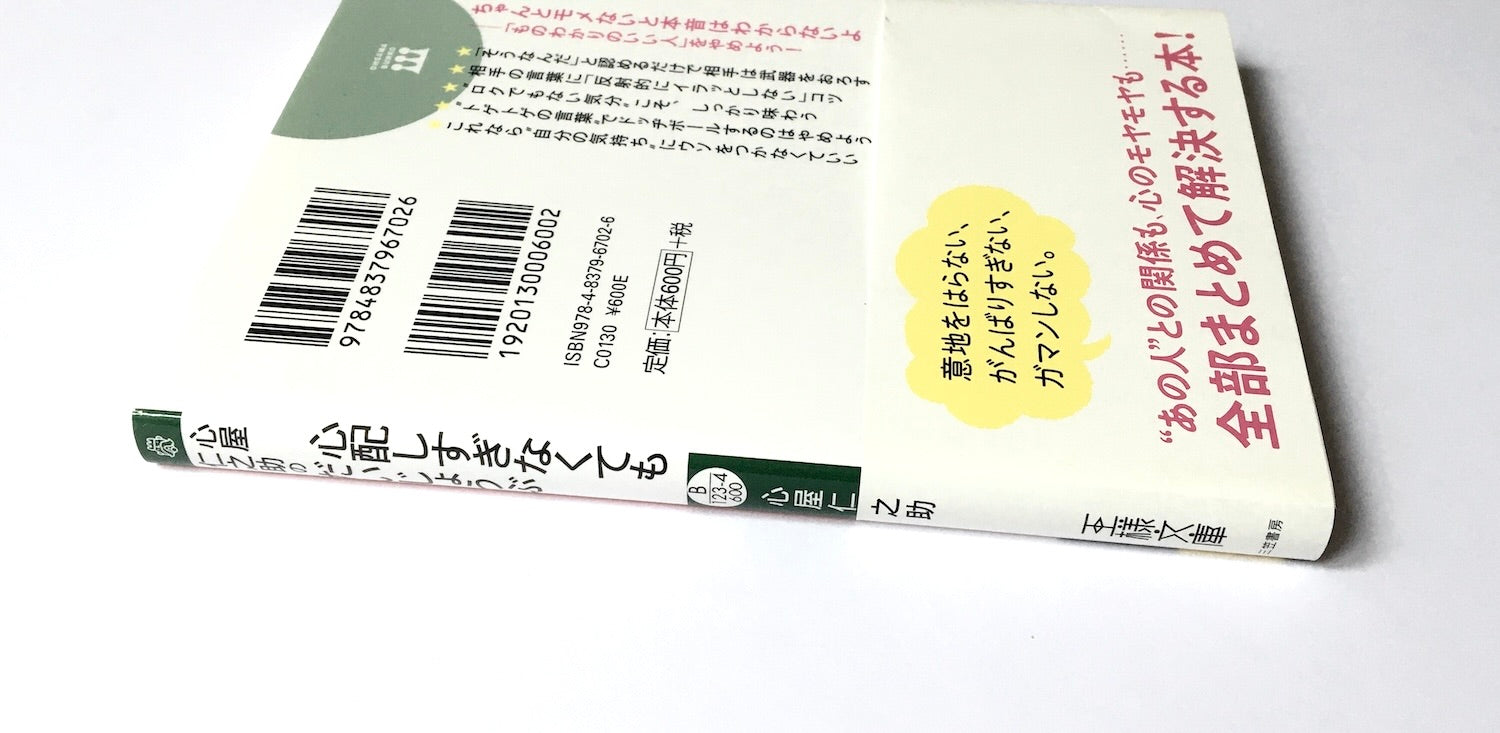 ちゃんとモメないと本音はわからないよ
──「ものわかりのいい人」をやめよう!
★「そうなんだ」と認めるだけで相手は武器をおろす
★相手の言葉に「反射的にイラッとしない」コツ
★"ロクでもない気分"こそ、しっかり味わう
★"トゲトゲの言葉"でドッヂボールするのはやめよう
★これなら"自分の気持ち"にウソをつかなくていい
9784837967026
1920130006002
ISBN978-4-8379-6702-6
C0130 ¥600E
定価:本体600円+税
"あの人"との関係も、心のモヤモヤも……
全部まとめて解決する本!
意地をはらない、
がんばりすぎない、
ガマンしない。
心屋
仁之助の
心配しすぎなくても
だいじょうぶ
B
123-4
600
心屋仁之助
王様文庫
三笠書房